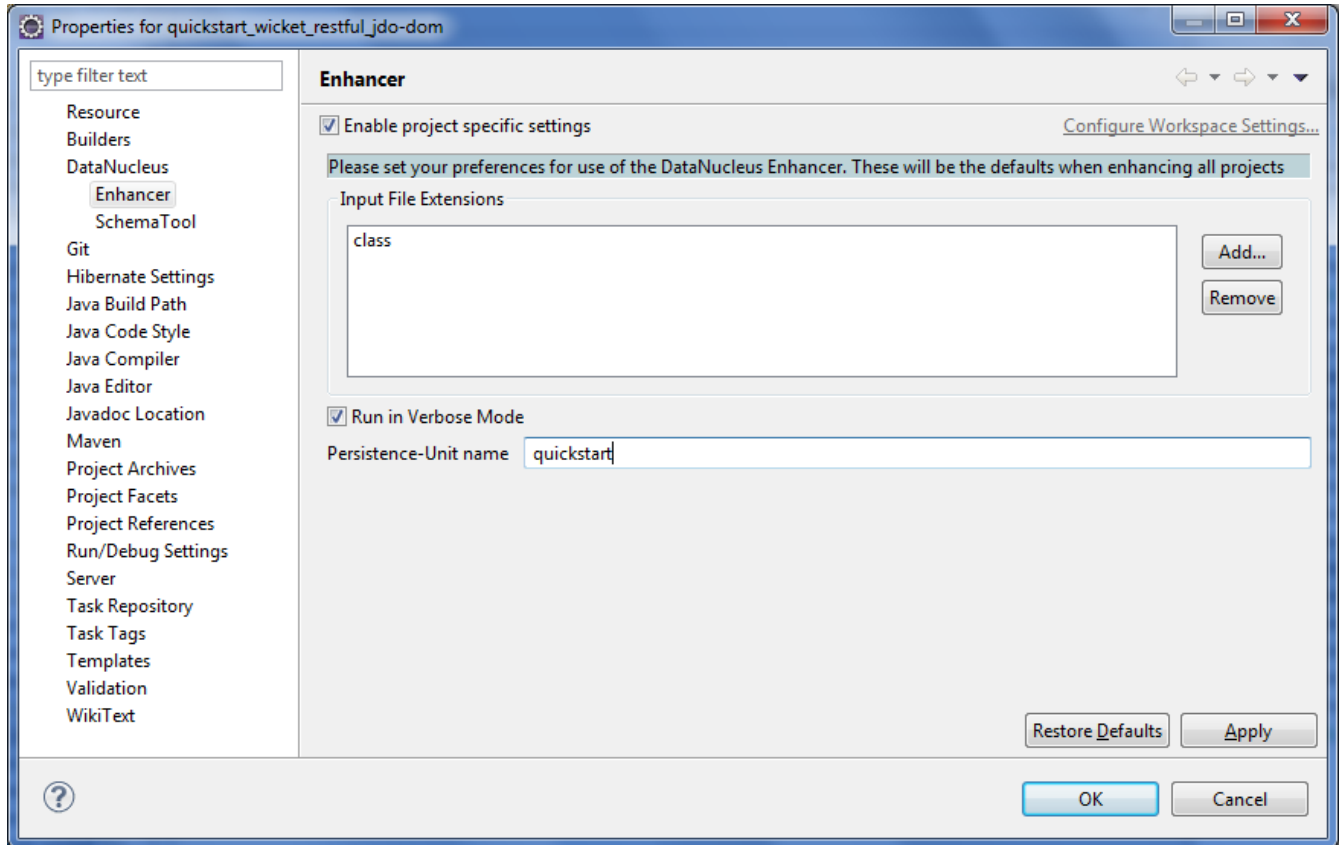 Properties for quickstart_wicket_restful_jdo-dom
type filter text
Resource
Builders
DataNucleus
Enhancer
SchemaTool
Git
Hibernate Settings
Java Build Path
Java Code Style
Java Compiler
Java Editor
Javadoc Location
Maven
Project Archives
Project Facets
Project References
Run/Debug Settings
Server
Task Repository
Task Tags
Templates
Validation
WikiText
Enhancer
Enable project specific settings
Configure Workspace Settings...
Please set your preferences for use of the DataNucleus Enhancer. These will be the defaults when enhancing all projects
Input File Extensions
class
Add...
Remove
Run in Verbose Mode
Persistence-Unit name quickstart
Restore Defaults
Apply
?
OK
Cancel